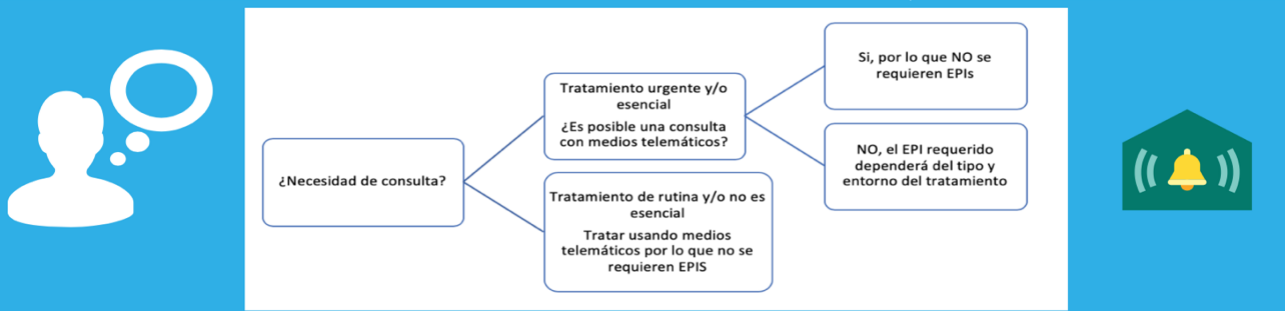 ¿Necesidad de consulta?
Tratamiento urgente y/o
esencial
¿Es posible una consulta
con medios telemáticos?
Tratamiento de rutina y/o no es
esencial
Tratar usando medios
telemáticos por lo que no se
requieren EPIS
Si, por lo que NO se
requieren EPIs
NO, el EPI requerido
dependerá del tipo y
entorno del tratamiento